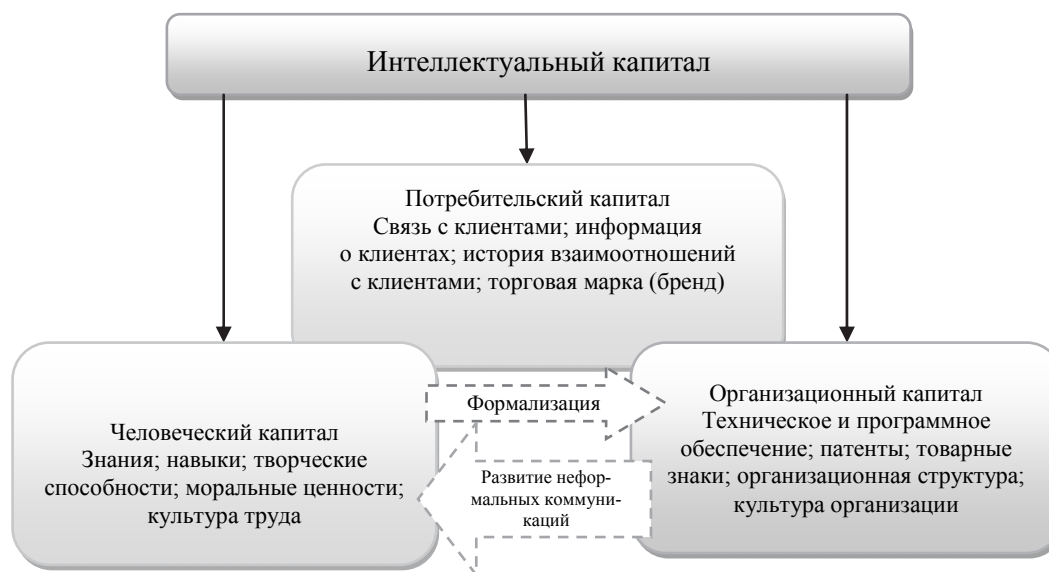 Интеллектуальный капитал
Потребительский капитал
Связь с клиентами; информация
о клиентах; история взаимоотношений
с клиентами; торговая марка (бренд)
Человеческий капитал
Знания; навыки; творческие
способности; моральные ценности;
культура труда
Формализация
Развитие нефор-
мальных коммуни-
каций
Организационный капитал
Техническое и программное
обеспечение; патенты; товарные
знаки; организационная структура;
культура организации